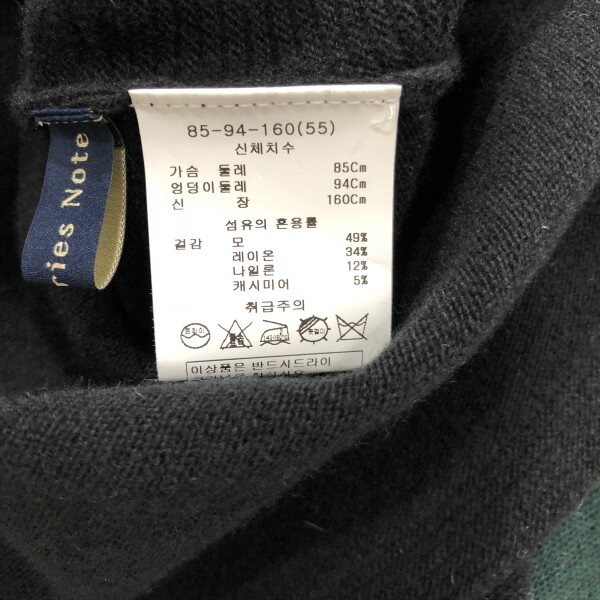 85-94-160(55)
신체치수
가슴 둘레 85Cm
엉덩이둘레 94Cm
신 장 160Cm
섬유의 혼용률
겉감 모 49%
레이온 34%
나일론 12%
캐시미어 5%
취급주의
드라이
이상품은 반드시드라이
ries Note